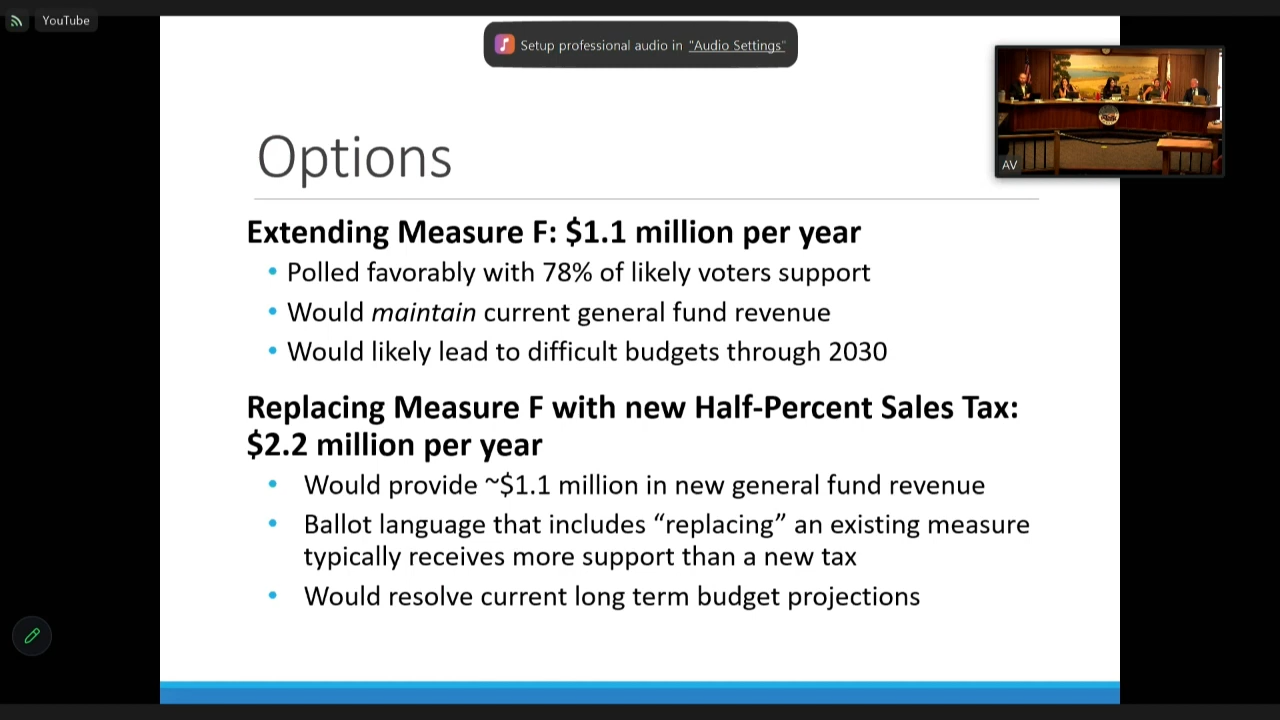 YouTube
Setup professional audio in "Audio Settings"
AV
Options
Extending Measure F: $1.1 million per year
• Polled favorably with 78% of likely voters support
• Would maintain current general fund revenue
• Would likely lead to difficult budgets through 2030
Replacing Measure F with new Half-Percent Sales Tax:
$2.2 million per year
• Would provide ~$1.1 million in new general fund revenue
• Ballot language that includes “replacing” an existing measure
typically receives more support than a new tax
• Would resolve current long term budget projections